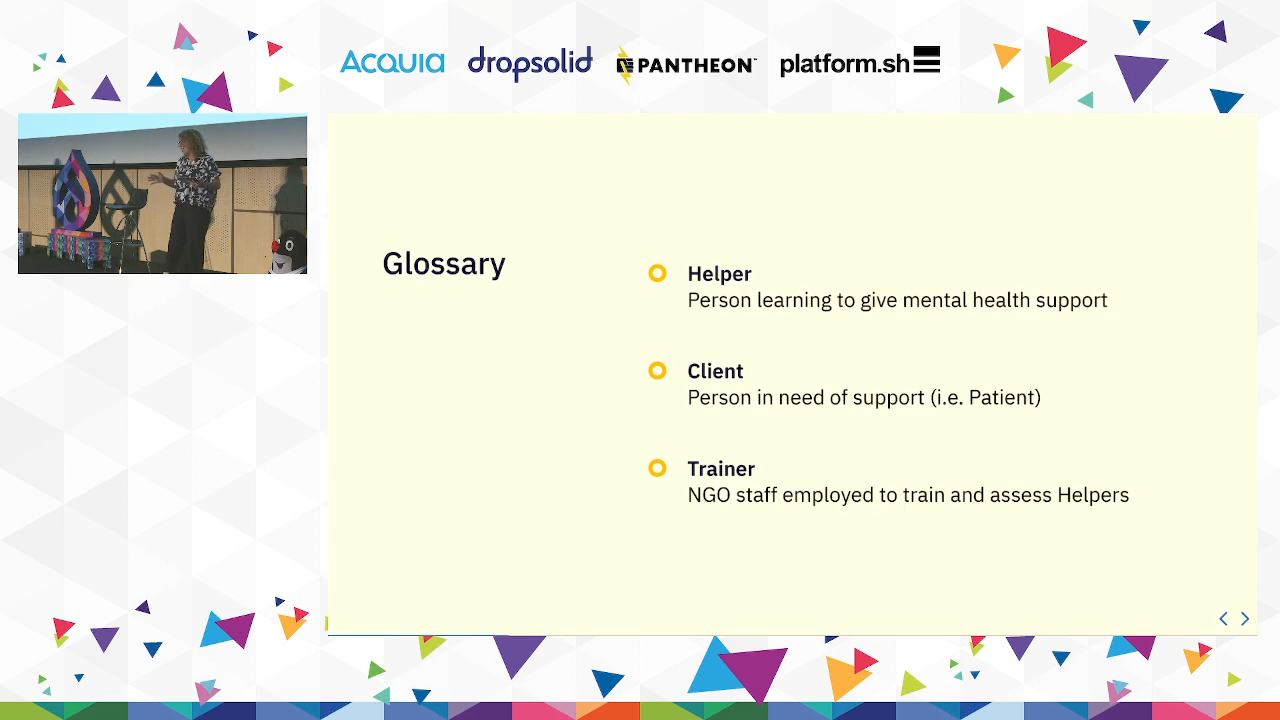 Acquia
dropsolid
PANTHEON
platform.sh
Glossary
Helper
Person learning to give mental health support
Client
Person in need of support (i.e. Patient)
Trainer
NGO staff employed to train and assess Helpers